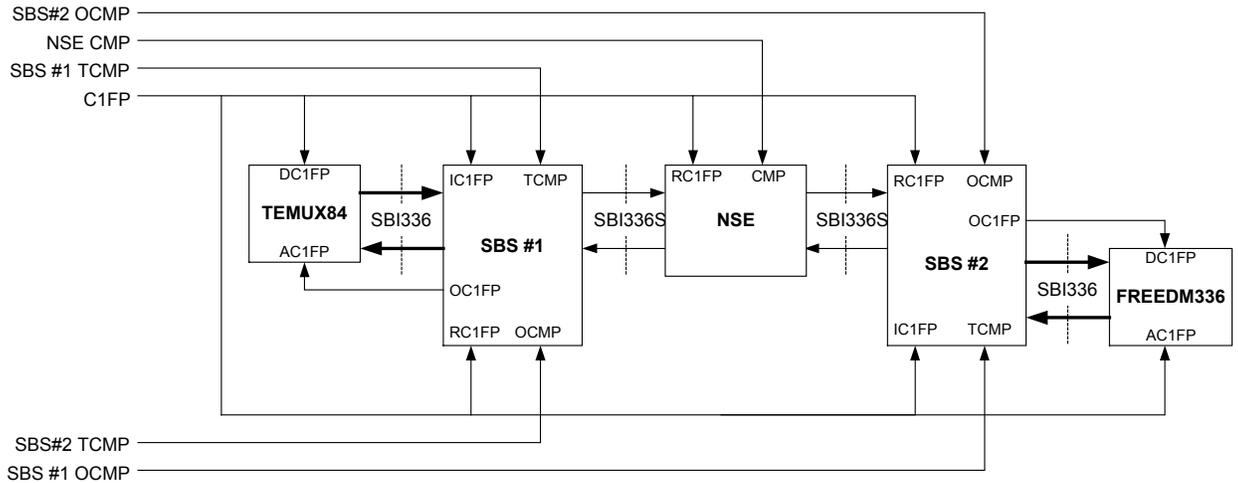 SBS#2 OCMP
NSE CMP
SBS #1 TCMP
C1FP
DC1FP
TEMUX84
AC1FP
SBI336
IC1FP TCMP
SBS #1
OC1FP
RC1FP OCMP
SBI336S
RC1FP CMP
NSE
SBI336S
RC1FP OCMP
OC1FP
SBS #2
IC1FP TCMP
SBI336
DC1FP
FREEDM336
AC1FP
SBS#2 TCMP
SBS #1 OCMP